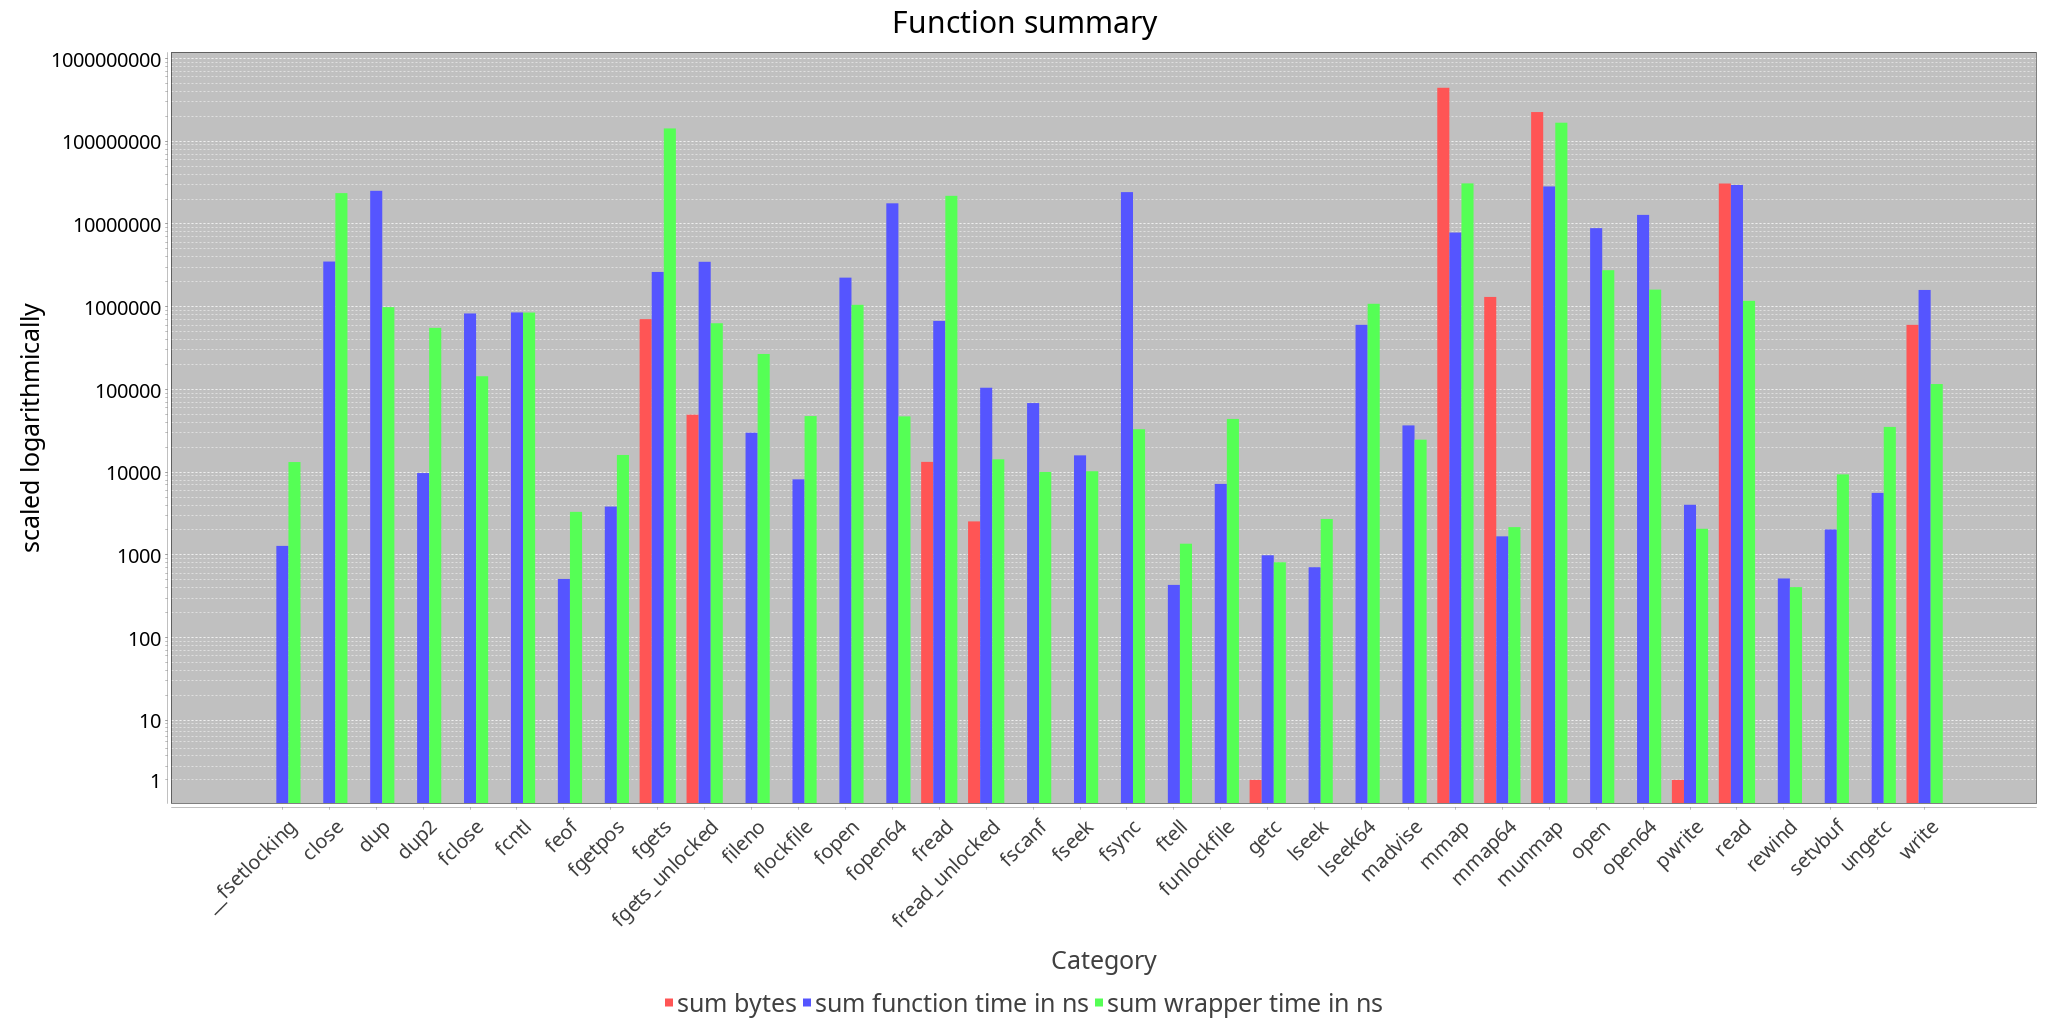 Function summary
1000000000
100000000
10000000
1000000
100000
10000
1000
100
10
1
scaled logarithmically
__fsetlocking
close
dup
dup2
fclose
fcntl
feof
fgetpos
fgets
fgets_unlocked
fileno
flockfile
fopen
fopen64
fread
fread_unlocked
fscanf
fseek
fsync
ftell
funlockfile
getc
lseek
lseek64
madvise
mmap
mmap64
munmap
open
open64
pwrite
read
rewind
setvbuf
ungetc
write
Category
sum bytes sum function time in ns sum wrapper time in ns